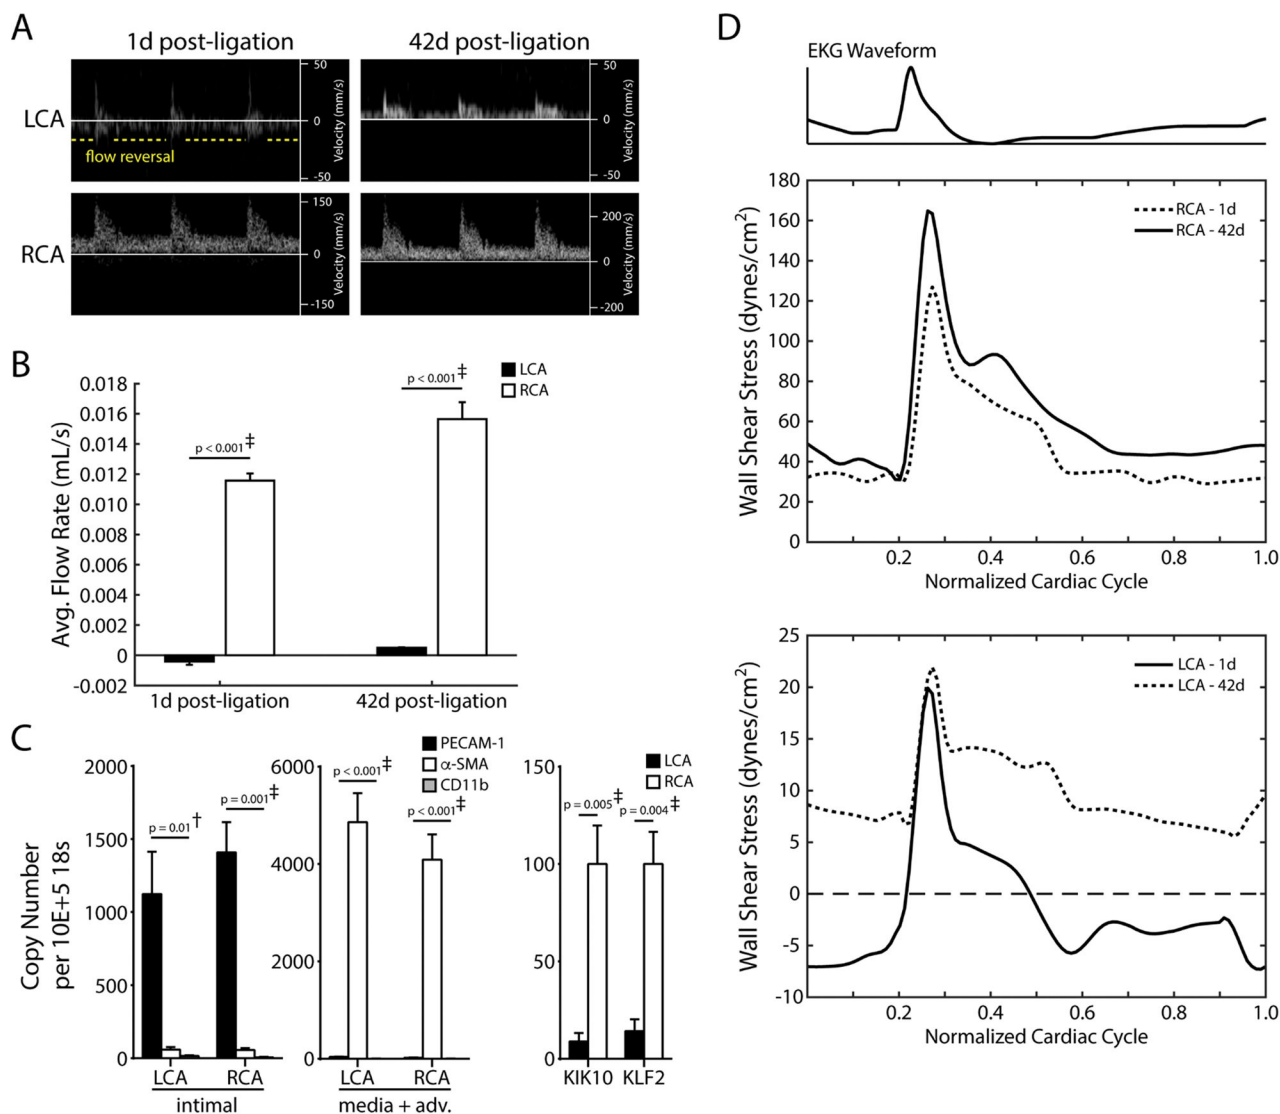 A
1d post-ligation
42d post-ligation
LCA
flow reversal
50
0
-50
Velocity (mm/s)
50
0
-50
Velocity (mm/s)
RCA
150
0
-150
Velocity (mm/s)
200
0
-200
Velocity (mm/s)
B
LCA
RCA
p < 0.001 ‡
p < 0.001 ‡
Avg. Flow Rate (mL/s)
0.018
0.016
0.014
0.012
0.010
0.008
0.006
0.004
0.002
0
-0.002
1d post-ligation
42d post-ligation
C
PECAM-1
α-SMA
CD11b
LCA
RCA
Copy Number
per 10E+5 18s
2000
1500
1000
500
0
p = 0.01 †
p = 0.001 ‡
LCA
RCA
intimal
6000
4000
2000
0
p < 0.001 ‡
p <0.001 ‡
LCA
RCA
media + adv.
150
100
50
0
p = 0.005 ‡
p = 0.004 ‡
KIK10
KLF2
D
EKG Waveform
Wall Shear Stress (dynes/cm2)
180
160
140
120
100
80
60
40
20
0
RCA - 1d
RCA - 42d
0.2
0.4
0.6
0.8
1.0
Normalized Cardiac Cycle
Wall Shear Stress (dynes/cm2)
25
20
15
10
5
0
-5
-10
LCA - 1d
LCA - 42d
0.2
0.4
0.6
0.8
1.0
Normalized Cardiac Cycle